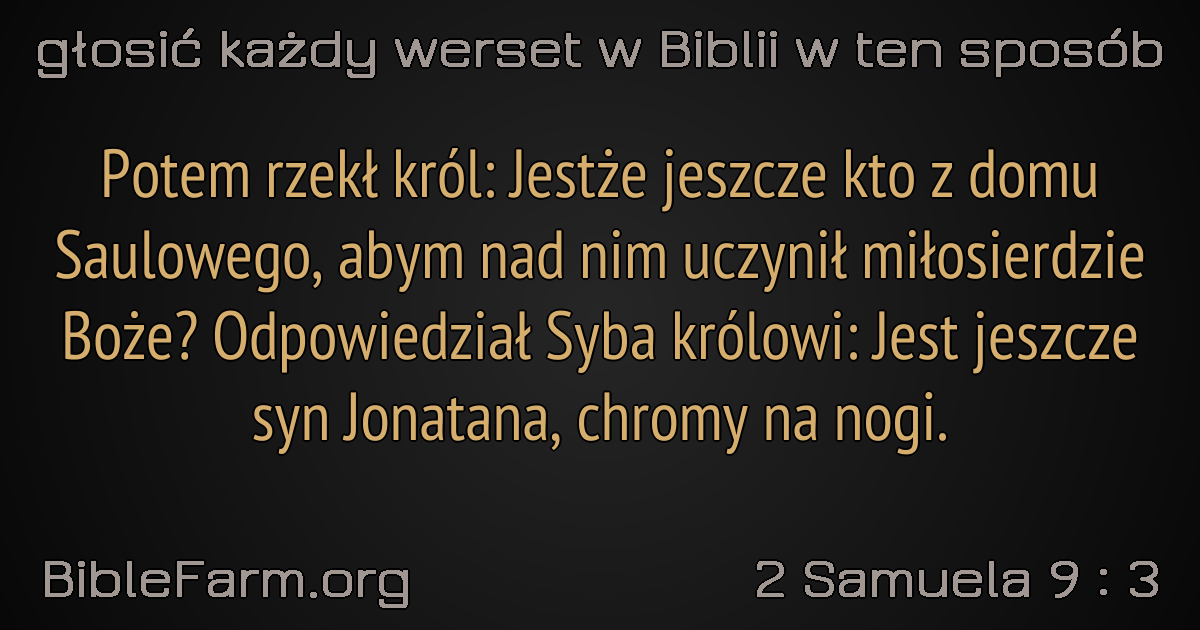 głosić każdy werset w Biblii w ten sposób
Potem rzekł król: Jestże jeszcze kto z domu
Saulowego, abym nad nim uczynił miłosierdzie
Boże? Odpowiedział Syba królowi: Jest jeszcze
syn Jonatana, chromy na nogi.
BibleFarm.org
2 Samuela 9 : 3